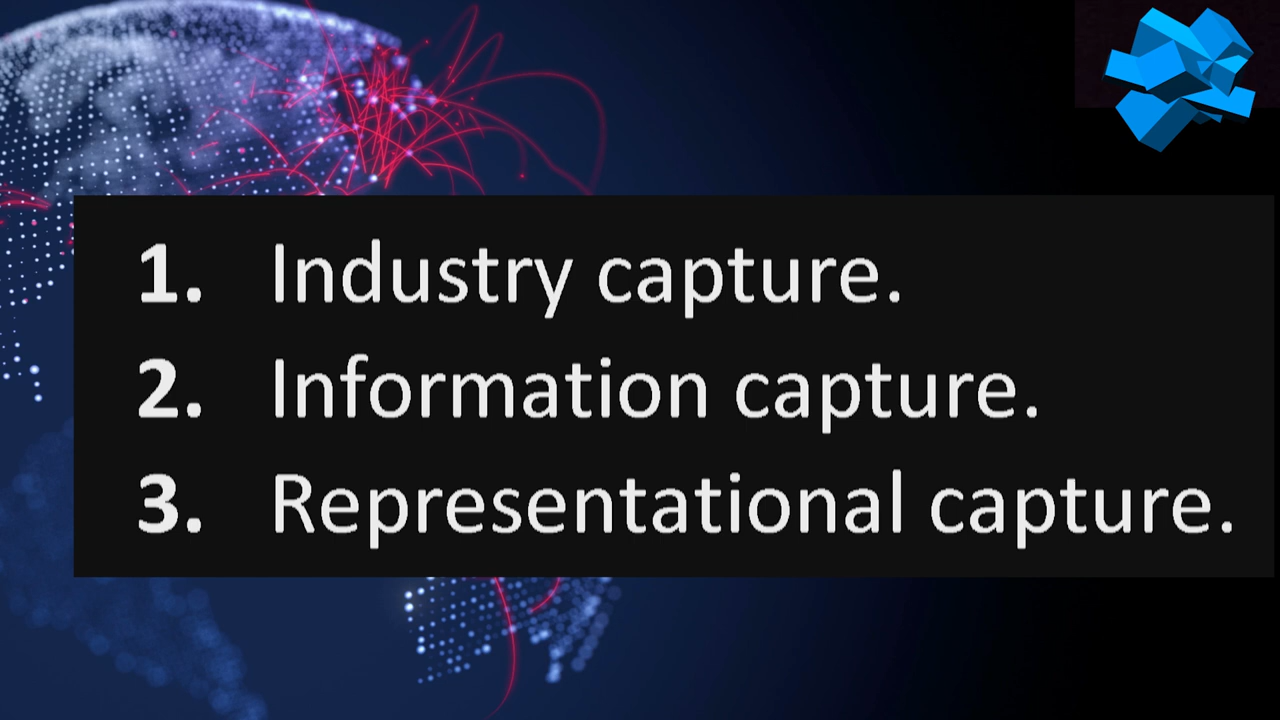 1. Industry capture.
2. Information capture.
3. Representational capture.